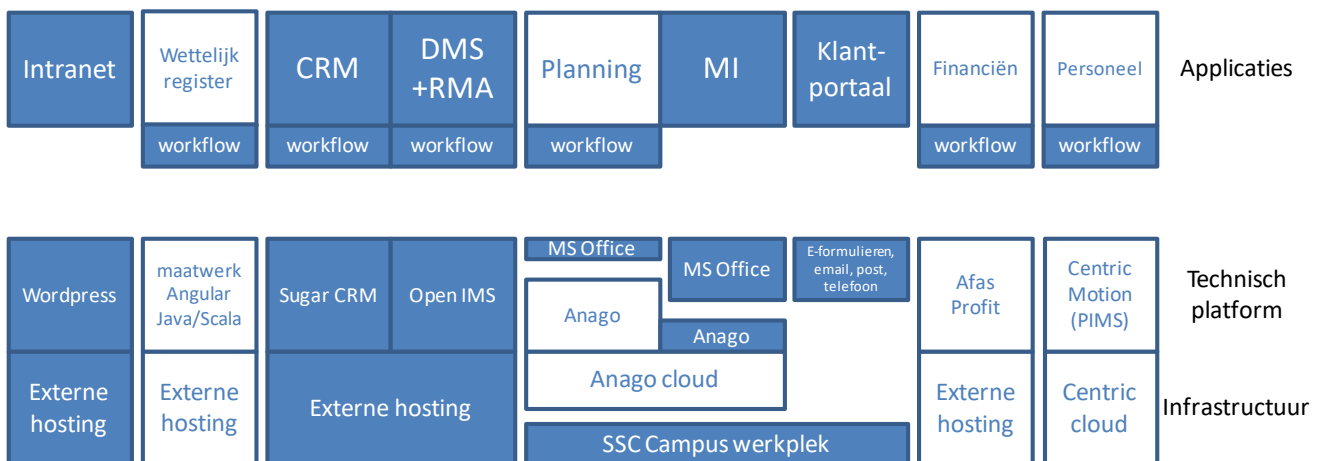 Intranet
Wettelijk
register
CRM
DMS
+RMA
Planning
MI
Klant-
portaal
Financiën
Personeel
Applicaties
workflow
workflow
workflow
workflow
workflow
workflow
Wordpress
maatwerk
Angular
Java/Scala
Sugar CRM
Open IMS
MS Office
Anago
MS Office
Anago
E-formulieren,
email, post,
telefoon
Afas
Profit
Centric
Motion
(PIMS)
Technisch
platform
Externe
hosting
Externe
hosting
Externe hosting
Anago cloud
SSC Campus werkplek
Externe
hosting
Centric
cloud
Infrastructuur